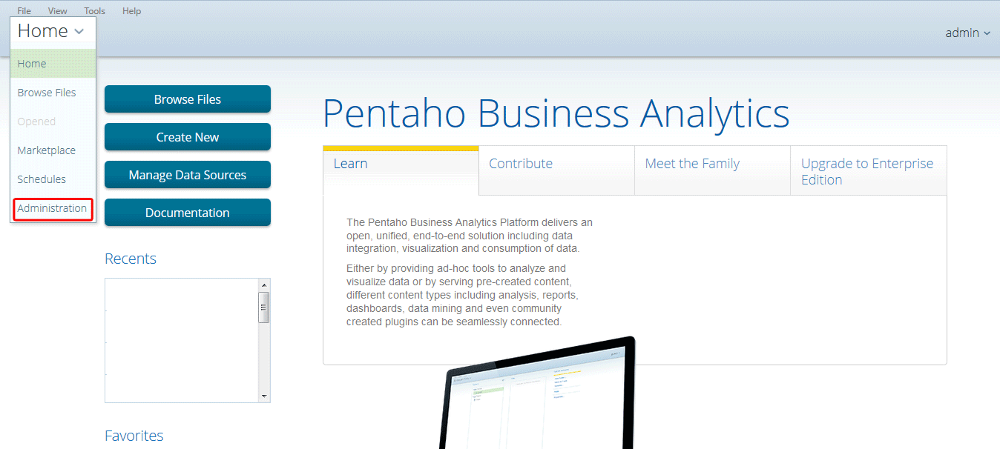 File View Tools Help
Home
admin
Home
Browse Files
Opened
Marketplace
Schedules
Administration
Browse Files
Create New
Manage Data Sources
Documentation
Recents
Favorites
Pentaho Business Analytics
Learn
Contribute
Meet the Family
Upgrade to Enterprise
Edition
The Pentaho Business Analytics Platform delivers an
open, unified, end-to-end solution including data
integration, visualization and consumption of data.
Either by providing ad-hoc tools to analyze and
visualize data or by serving pre-created content,
different content types including analysis, reports,
dashboards, data mining and even community
created plugins can be seamlessly connected.